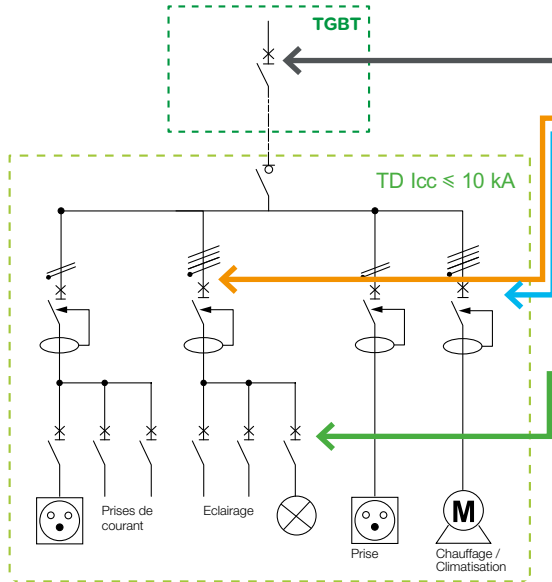 TGBT
TD Icc ⩽ 10 kA
Prises de
courant
Eclairage
Prise
M
Chauffage /
Climatisation